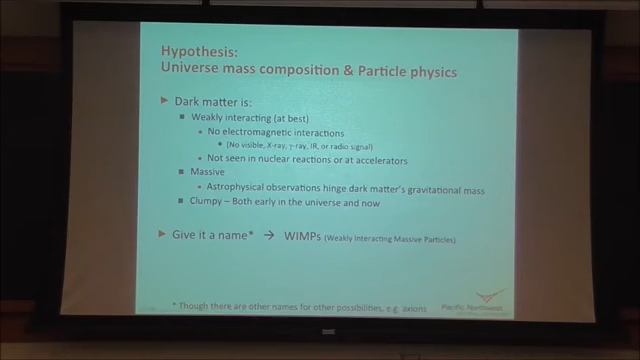 Hypothesis:
Universe mass composition & Particle physics
► Dark matter is:
▪ Weakly interacting (at best)
• No electromagnetic interactions
• (No visible, X-ray, γ-ray, IR, or radio signal)
• Not seen in nuclear reactions or at accelerators
▪ Massive
• Astrophysical observations hinge dark matter's gravitational mass
▪ Clumpy – Both early in the universe and now
► Give it a name* → WIMPs (Weakly Interacting Massive Particles)
* Though there are other names for other possibilities, e.g. axions
Pacific Northwest